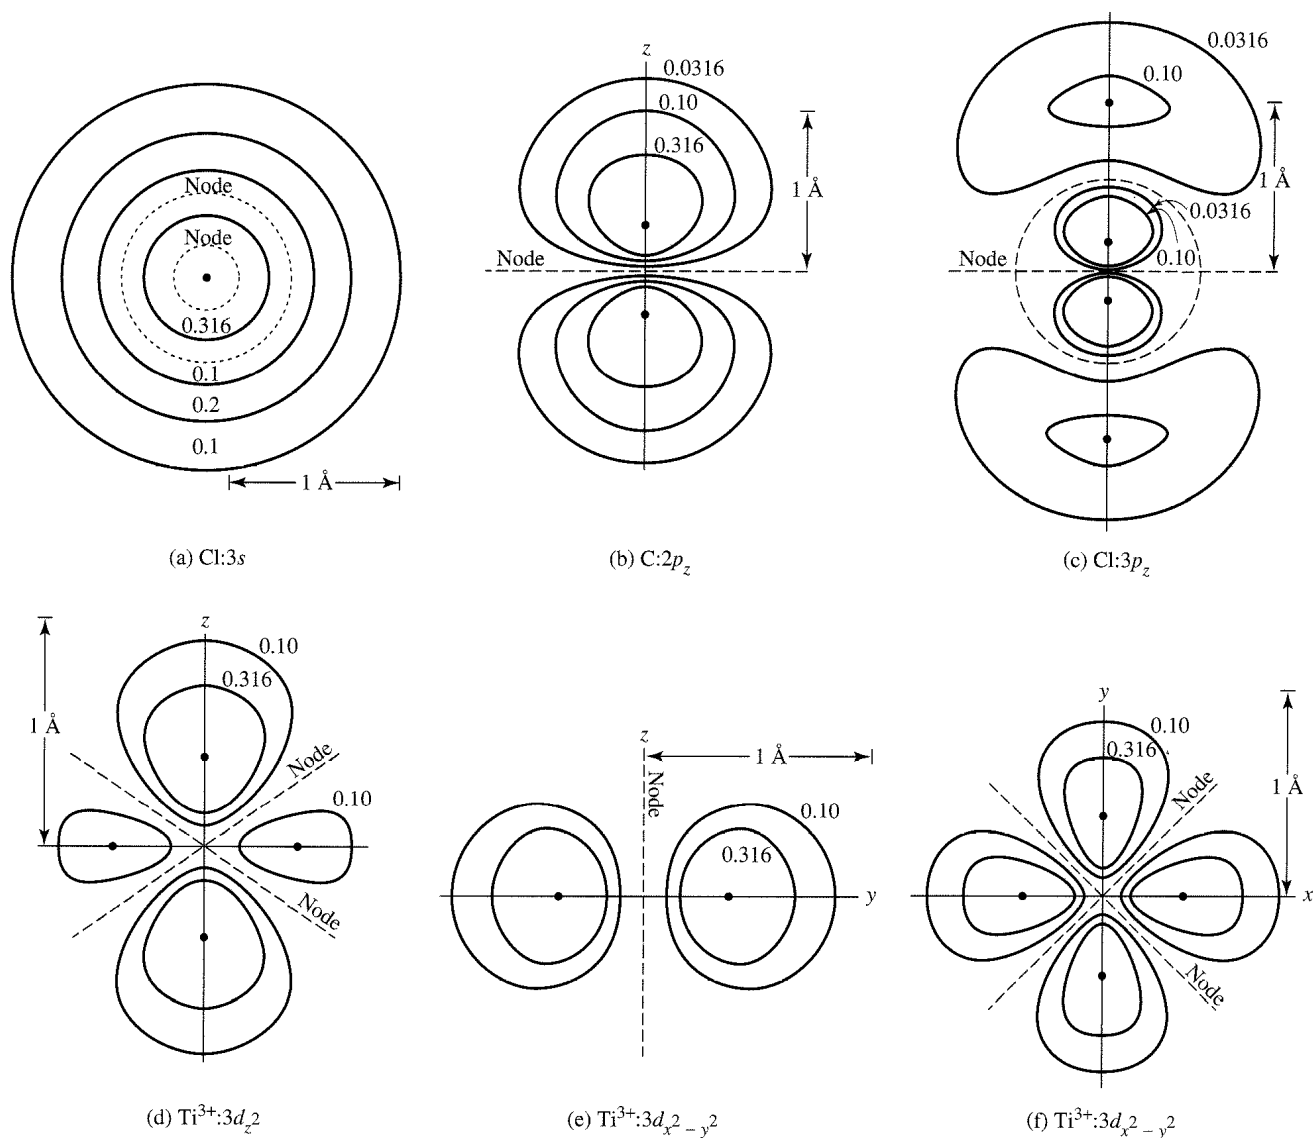 Node
Node
0.316
0.1
0.2
0.1
1 Å
(a) Cl:3s
z
0.0316
0.10
0.316
1 Å
Node
(b) C:2p_z
0.0316
0.10
1 Å
0.0316
0.10
Node
(c) Cl:3p_z
z
0.10
0.316
1 Å
Node
0.10
Node
(d) Ti³⁺:3d_z²
z
1 Å
Node
0.10
0.316
y
(e) Ti³⁺:3d_x² – y²
y
0.10
0.316
1 Å
Node
x
Node
(f) Ti³⁺:3d_x² – y²